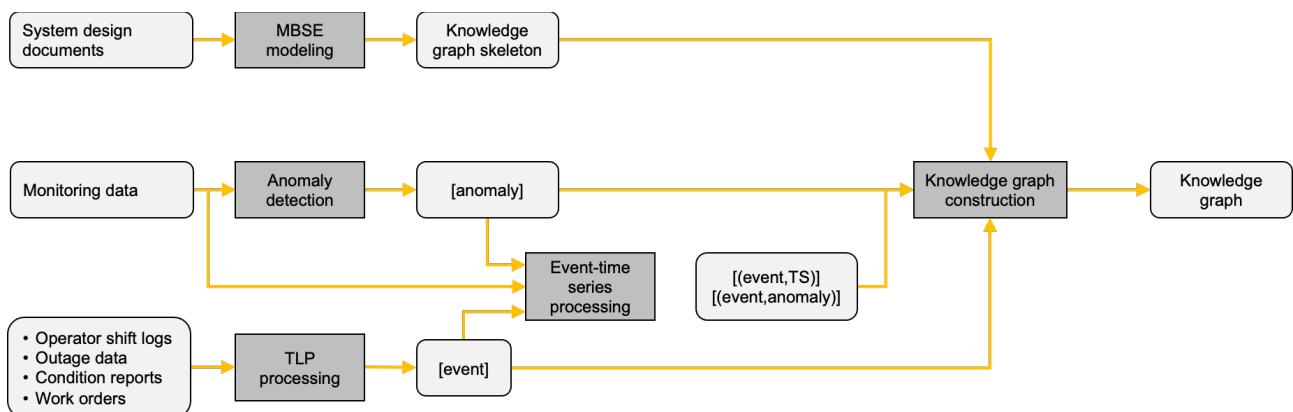 System design
documents
MBSE
modeling
Knowledge
graph skeleton
Monitoring data
Anomaly
detection
[anomaly]
Knowledge graph
construction
Knowledge
graph
Event-time
series
processing
[(event,TS)]
[(event,anomaly)]
• Operator shift logs
• Outage data
• Condition reports
• Work orders
TLP
processing
[event]